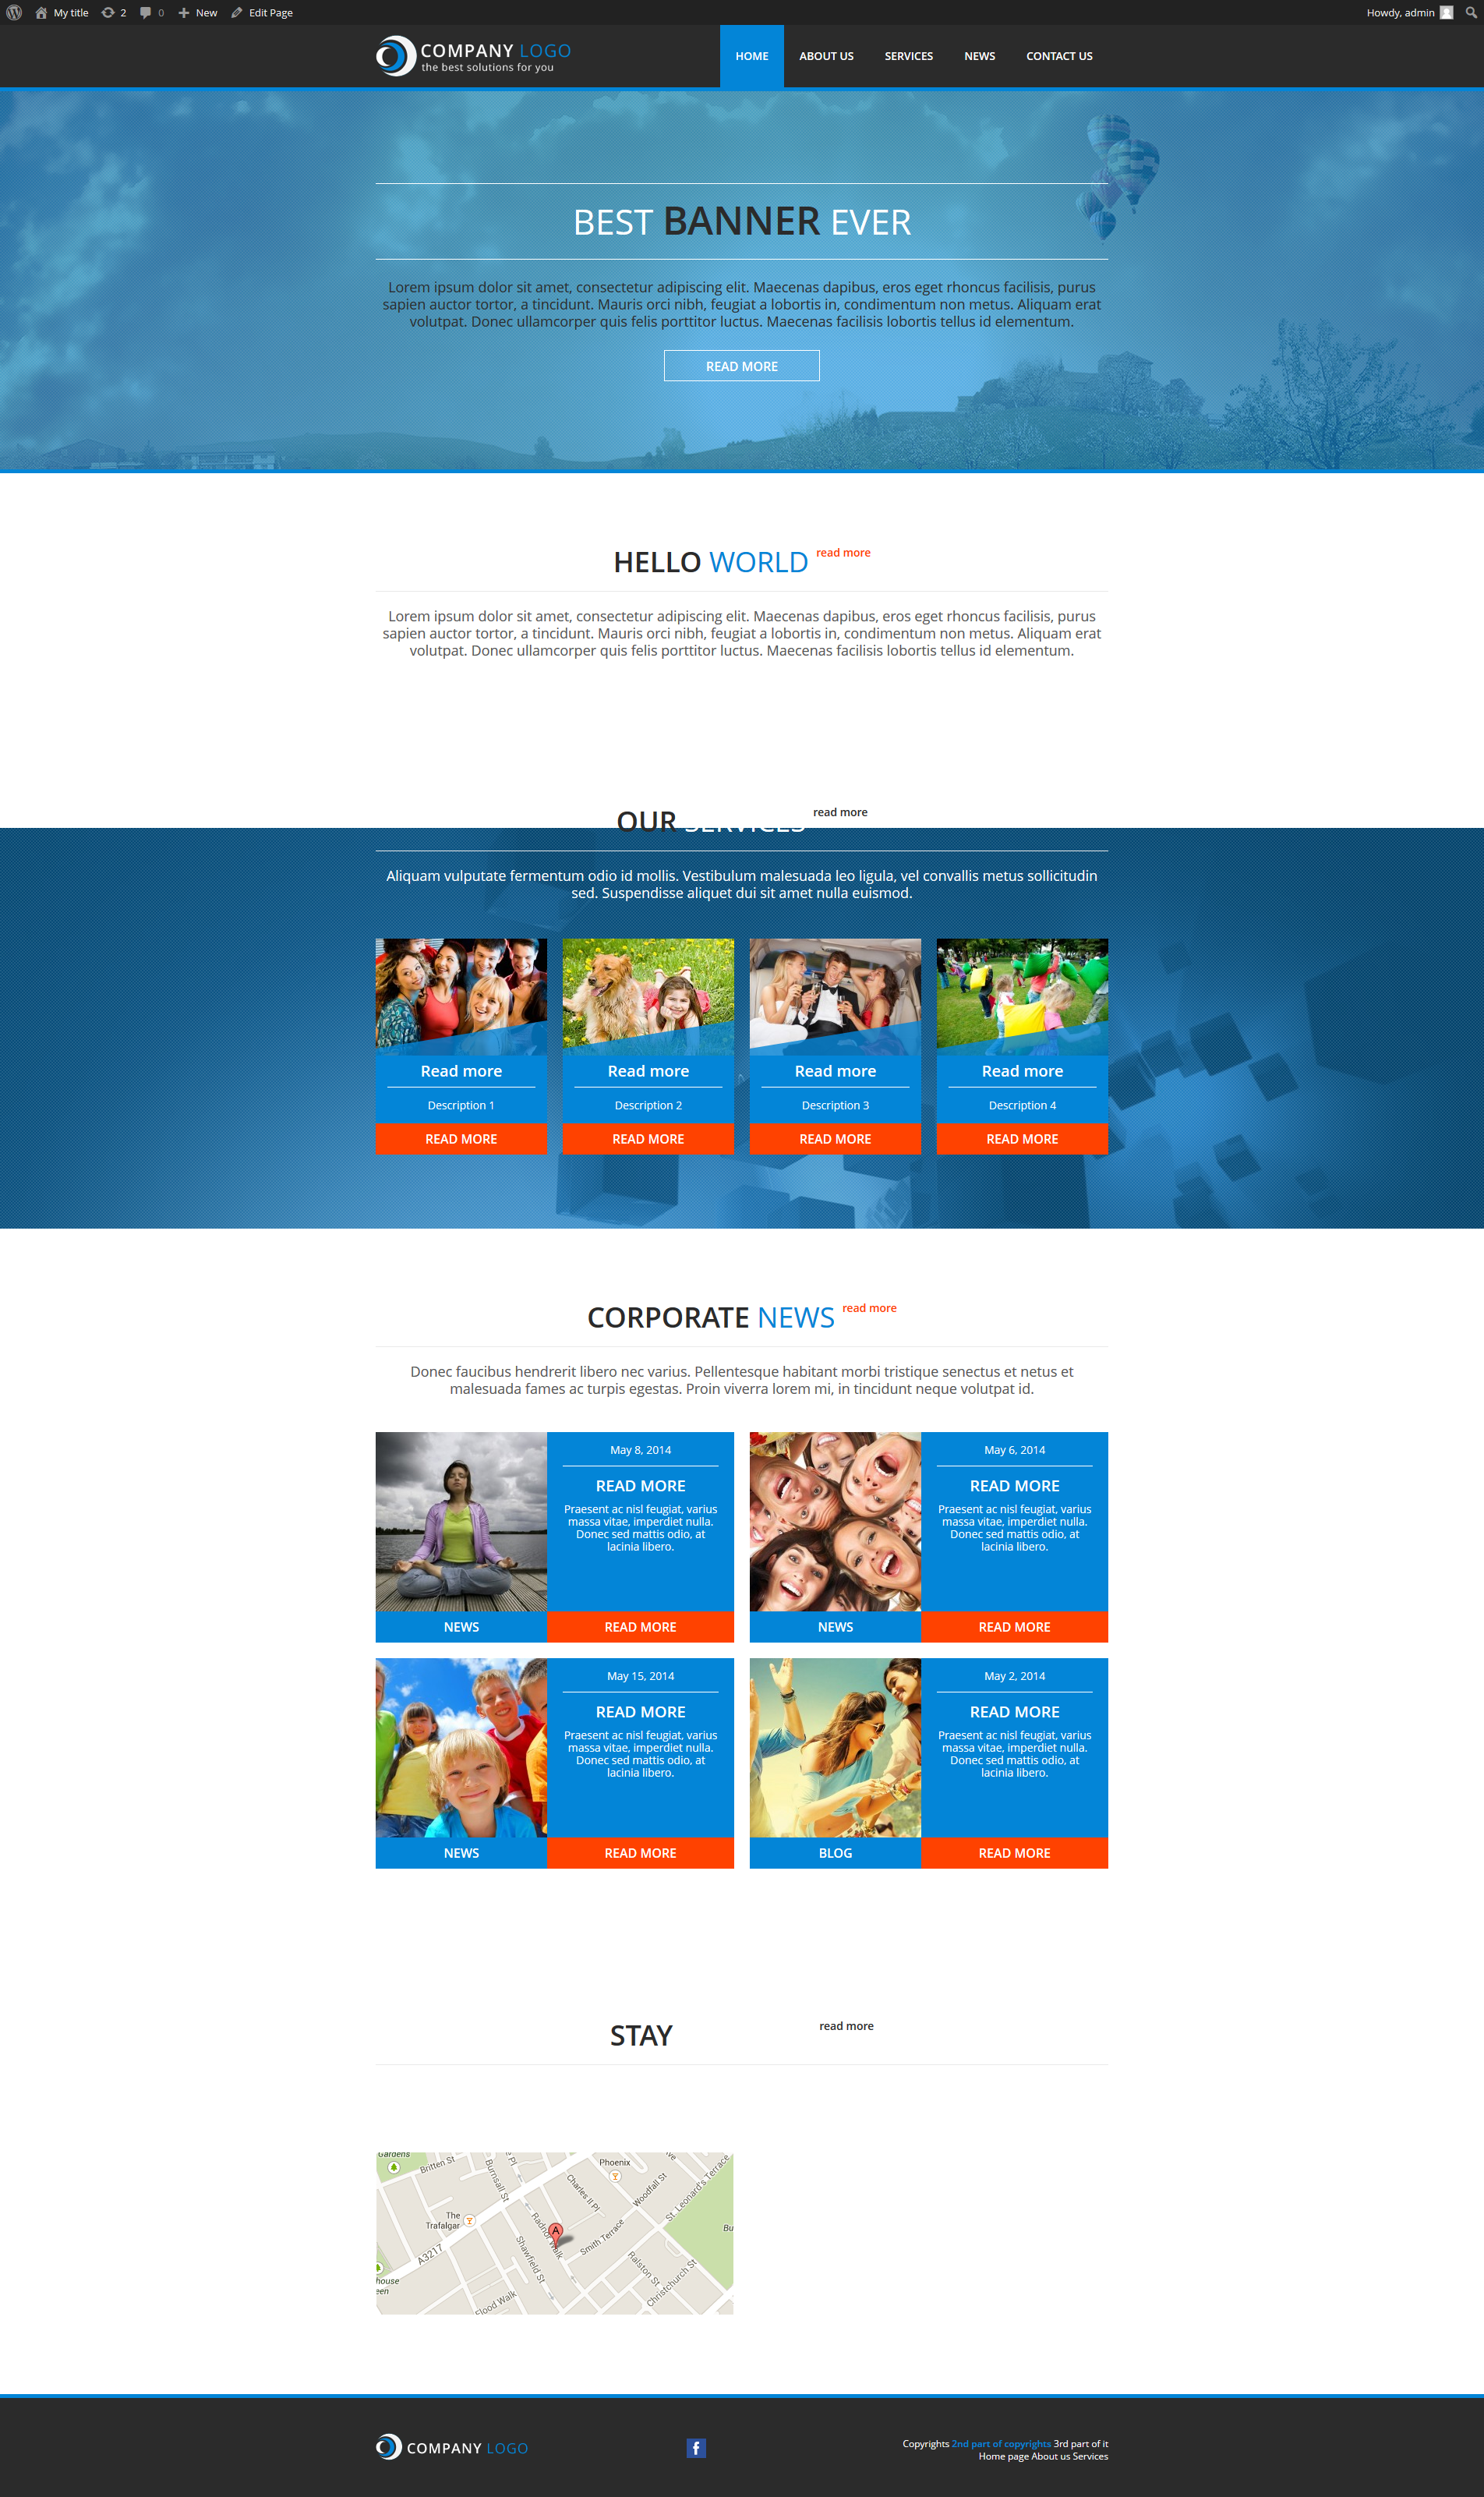 My title 2 0 New Edit Page Howdy, admin
COMPANY LOGO
the best solutions for you
HOME ABOUT US SERVICES NEWS CONTACT US
BEST BANNER EVER
Lorem ipsum dolor sit amet, consectetur adipiscing elit. Maecenas dapibus, eros eget rhoncus facilisis, purus
sapien auctor tortor, a tincidunt. Mauris orci nibh, feugiat a lobortis in, condimentum non metus. Aliquam erat
volutpat. Donec ullamcorper quis felis porttitor luctus. Maecenas facilisis lobortis tellus id elementum.
READ MORE
HELLO WORLD read more
Lorem ipsum dolor sit amet, consectetur adipiscing elit. Maecenas dapibus, eros eget rhoncus facilisis, purus
sapien auctor tortor, a tincidunt. Mauris orci nibh, feugiat a lobortis in, condimentum non metus. Aliquam erat
volutpat. Donec ullamcorper quis felis porttitor luctus. Maecenas facilisis lobortis tellus id elementum.
OUR SERVICES read more
Aliquam vulputate fermentum odio id mollis. Vestibulum malesuada leo ligula, vel convallis metus sollicitudin
sed. Suspendisse aliquet dui sit amet nulla euismod.
Read more
Description 1
READ MORE
Read more
Description 2
READ MORE
Read more
Description 3
READ MORE
Read more
Description 4
READ MORE
CORPORATE NEWS read more
Donec faucibus hendrerit libero nec varius. Pellentesque habitant morbi tristique senectus et netus et
malesuada fames ac turpis egestas. Proin viverra lorem mi, in tincidunt neque volutpat id.
May 8, 2014
READ MORE
Praesent ac nisl feugiat, varius
massa vitae, imperdiet nulla.
Donec sed mattis odio, at
lacinia libero.
NEWS READ MORE
May 6, 2014
READ MORE
Praesent ac nisl feugiat, varius
massa vitae, imperdiet nulla.
Donec sed mattis odio, at
lacinia libero.
NEWS READ MORE
May 15, 2014
READ MORE
Praesent ac nisl feugiat, varius
massa vitae, imperdiet nulla.
Donec sed mattis odio, at
lacinia libero.
NEWS READ MORE
May 2, 2014
READ MORE
Praesent ac nisl feugiat, varius
massa vitae, imperdiet nulla.
Donec sed mattis odio, at
lacinia libero.
BLOG READ MORE
STAY read more
Gardens
Britten St
Burnsall St
Pl
Phoenix
Charles II Pl
Woodfall St
St. Leonard's Terrace
The
Trafalgar
A
Radnor Walk
Smith Terrace
Bu
A3217
Shawfield St
Ralston St
Christchurch St
house
een
Flood Walk
COMPANY LOGO
f
Copyrights 2nd part of copyrights 3rd part of it
Home page About us Services